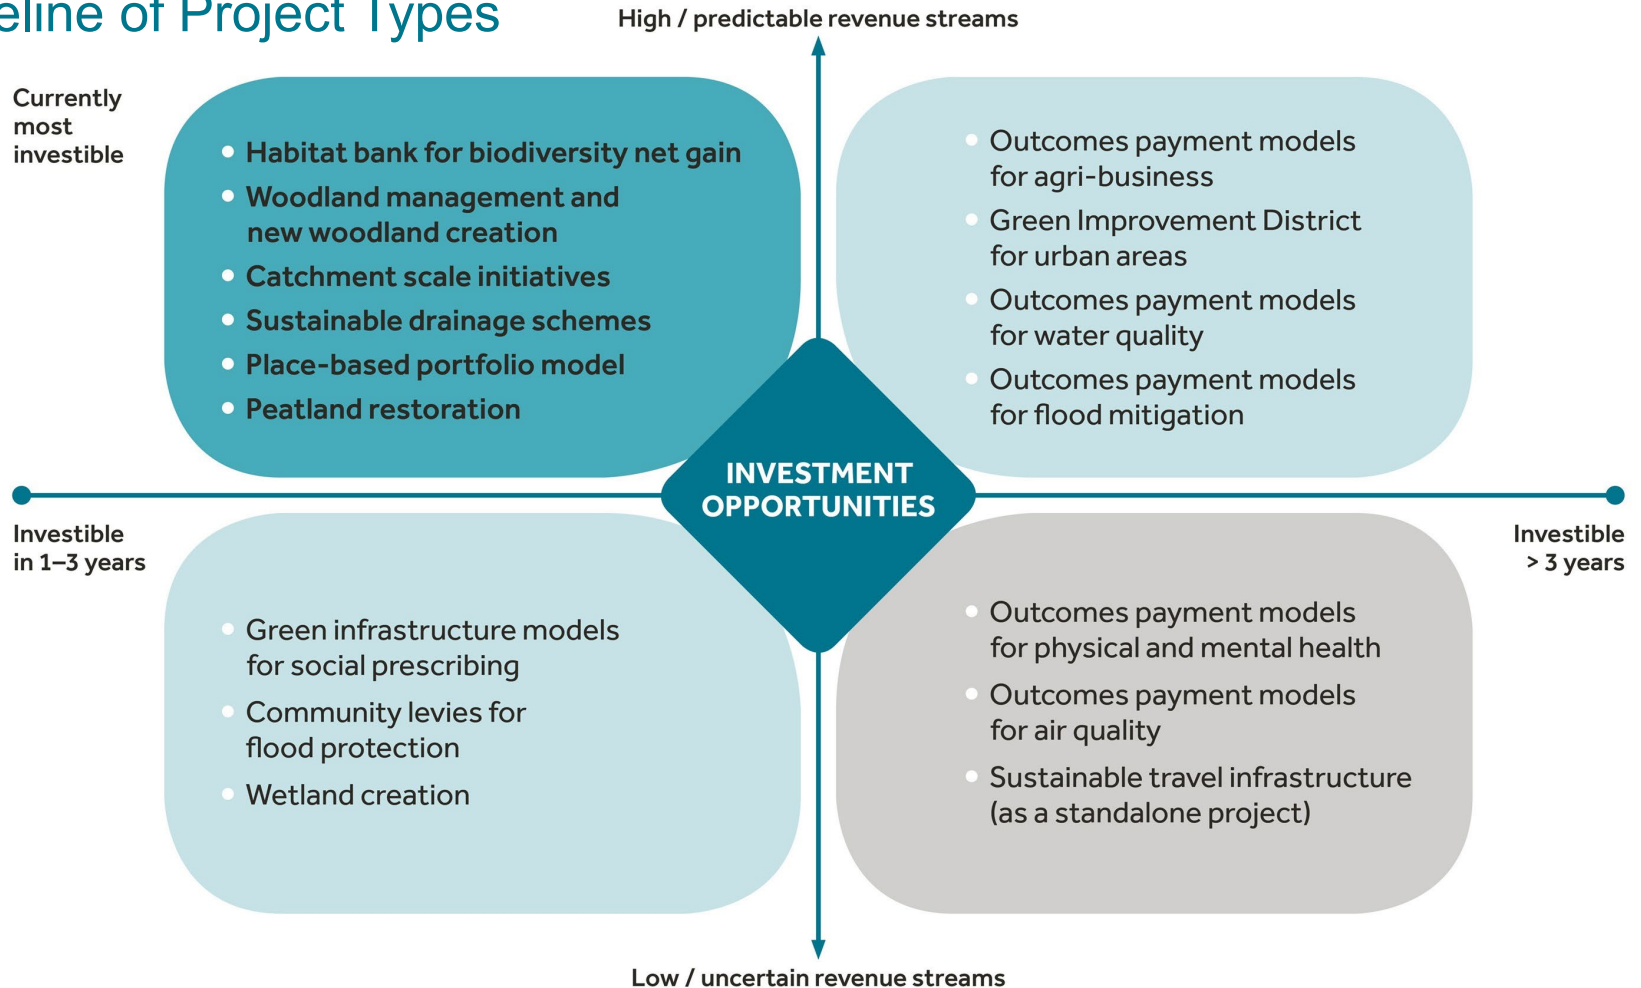 eline of Project Types
High / predictable revenue streams
Currently
most
investible
• Habitat bank for biodiversity net gain
• Woodland management and
new woodland creation
• Catchment scale initiatives
• Sustainable drainage schemes
• Place-based portfolio model
• Peatland restoration
• Outcomes payment models
for agri-business
• Green Improvement District
for urban areas
• Outcomes payment models
for water quality
• Outcomes payment models
for flood mitigation
INVESTMENT
OPPORTUNITIES
Investible
in 1–3 years
Investible
> 3 years
• Green infrastructure models
for social prescribing
• Community levies for
flood protection
• Wetland creation
• Outcomes payment models
for physical and mental health
• Outcomes payment models
for air quality
• Sustainable travel infrastructure
(as a standalone project)
Low / uncertain revenue streams